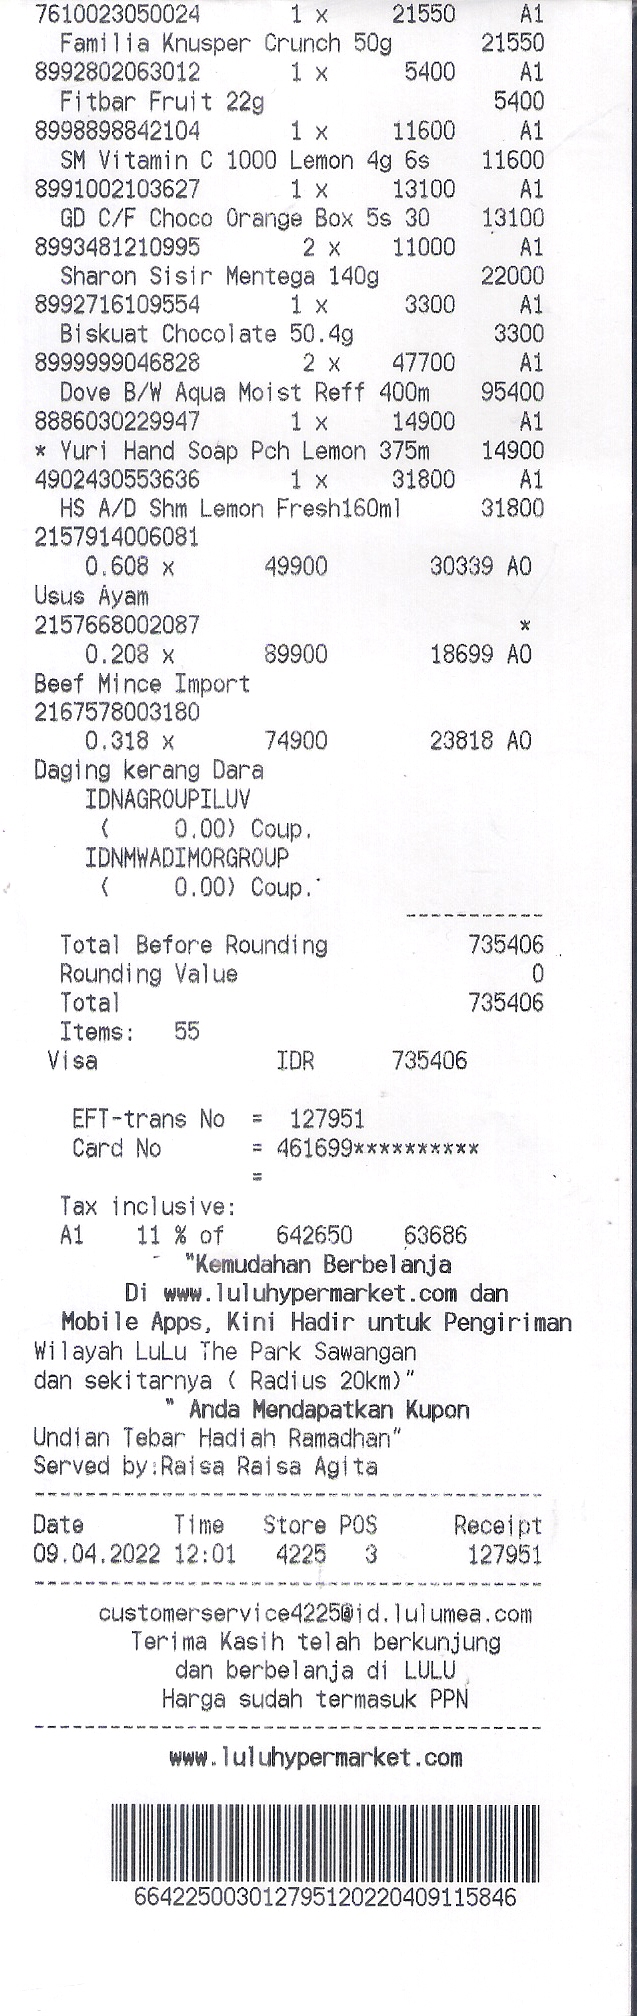 7610023050024 1 x 21550 A1
Familia Knusper Crunch 50g 21550
8992802063012 1 x 5400 A1
Fitbar Fruit 22g 5400
8998898842104 1 x 11600 A1
SM Vitamin C 1000 Lemon 4g 6s 11600
8991002103627 1 x 13100 A1
GD C/F Choco Orange Box 5s 30 13100
8993481210995 2 x 11000 A1
Sharon Sisir Mentega 140g 22000
8992716109554 1 x 3300 A1
Biskuat Chocolate 50.4g 3300
8999999046828 2 x 47700 A1
Dove B/W Aqua Moist Reff 400m 95400
8886030229947 1 x 14900 A1
* Yuri Hand Soap Pch Lemon 375m 14900
4902430553636 1 x 31800 A1
HS A/D Shm Lemon Fresh160ml 31800
2157914006081
0.608 x 49900 30339 A0
Usus Ayam
2157668002087 *
0.208 x 89900 18699 A0
Beef Mince Import
2167578003180
0.318 x 74900 23818 A0
Daging kerang Dara
IDNAGROUPILUV
( 0.00) Coup.
IDNMWADIMORGROUP
( 0.00) Coup.
-----------
Total Before Rounding 735406
Rounding Value 0
Total 735406
Items: 55
Visa IDR 735406
EFT-trans No = 127951
Card No = 461699**********
=
Tax inclusive:
A1 11 % of 642650 63686
"Kemudahan Berbelanja
Di www.luluhypermarket.com dan
Mobile Apps, Kini Hadir untuk Pengiriman
Wilayah LuLu The Park Sawangan
dan sekitarnya ( Radius 20km)"
" Anda Mendapatkan Kupon
Undian Tebar Hadiah Ramadhan"
Served by:Raisa Raisa Agita
----------------------------------------
Date Time Store POS Receipt
09.04.2022 12:01 4225 3 127951
----------------------------------------
customerservice4225@id.lulumea.com
Terima Kasih telah berkunjung
dan berbelanja di LULU
Harga sudah termasuk PPN
----------------------------------------
www.luluhypermarket.com
664225003012795120220409115846